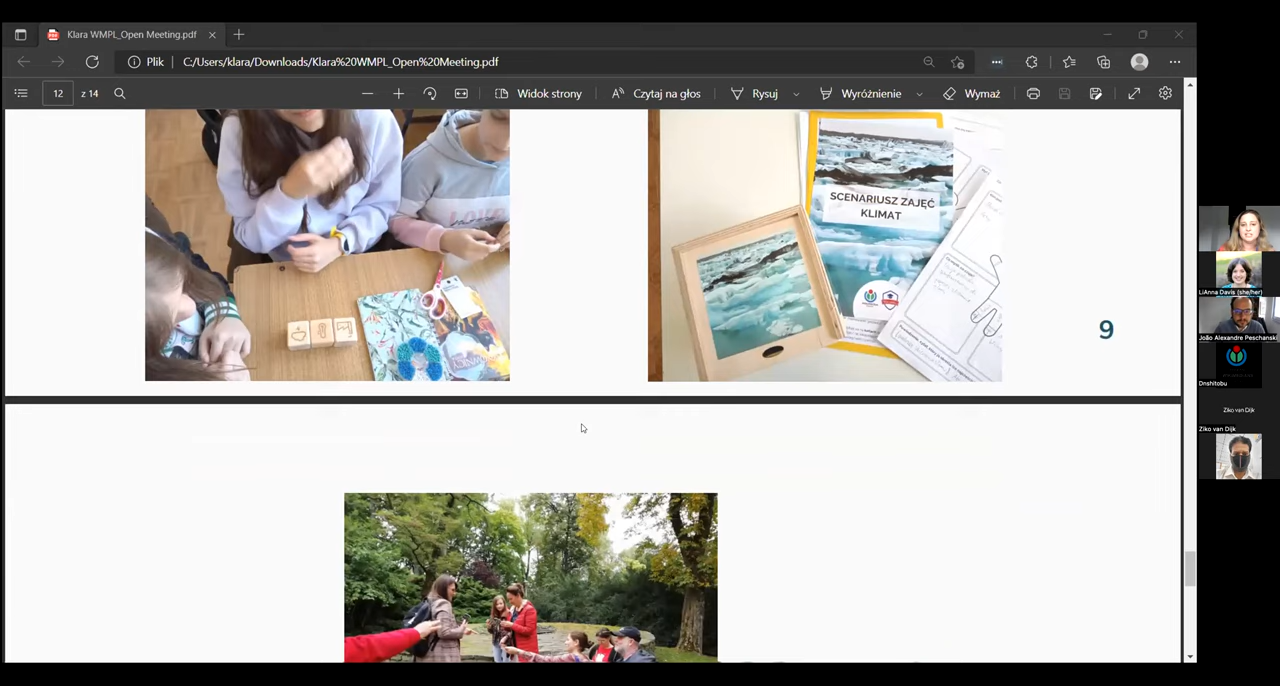 Klara WMPL_Open Meeting.pdf
Plik
C:/Users/klara/Downloads/Klara%20WMPL_Open%20Meeting.pdf
12
z 14
Widok strony
Czytaj na głos
Rysuj
Wyróżnienie
Wymaż
SCENARIUSZ ZAJĘĆ
KLIMAT
9
LiAnna Davis (she/her)
João Alexandre Peschanski
Dnshitobu
Ziko van Dijk
Ziko van Dijk